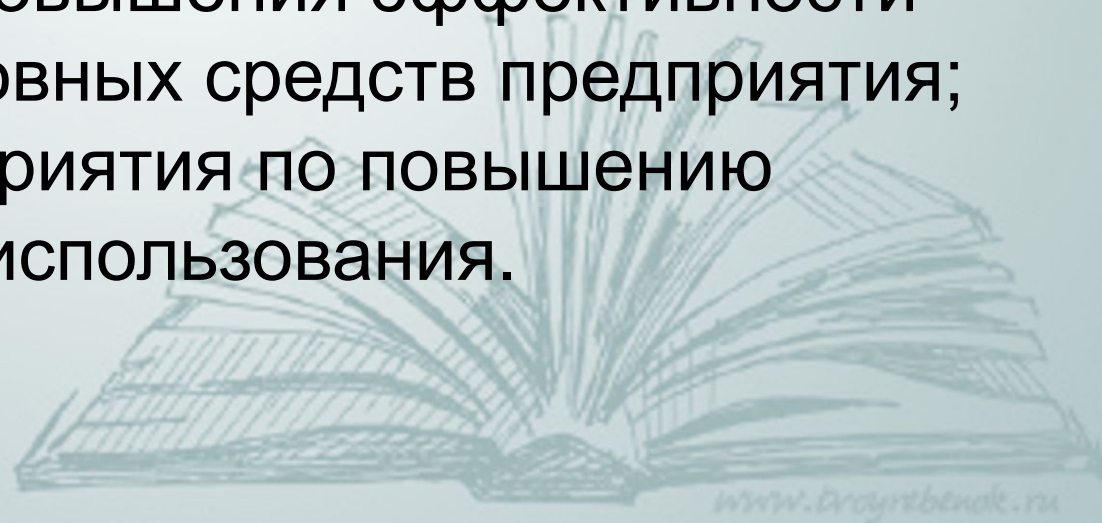 овышения эффективности
овных средств предприятия;
риятия по повышению
использования.